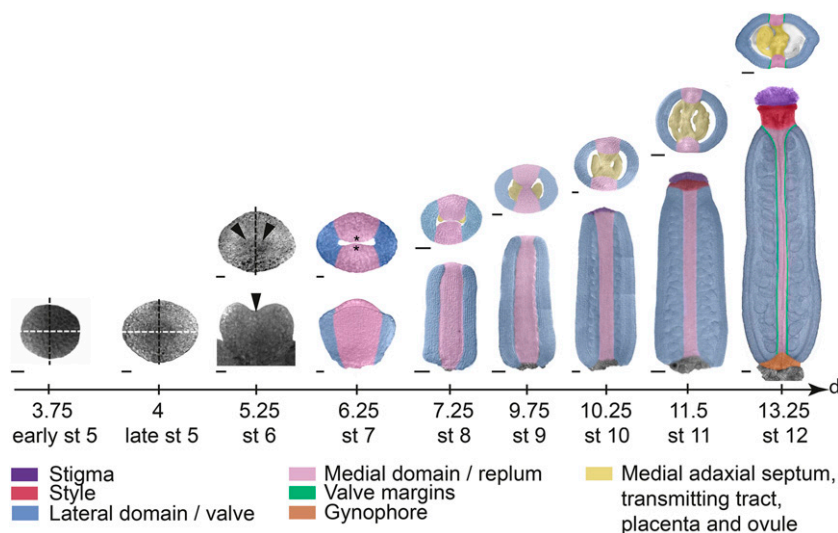 * 
*
d
3.75
early st 5
4
late st 5
5.25
st 6
6.25
st 7
7.25
st 8
9.75
st 9
10.25
st 10
11.5
st 11
13.25
st 12
Stigma
Style
Lateral domain / valve
Medial domain / replum
Valve margins
Gynophore
Medial adaxial septum,
transmitting tract,
placenta and ovule